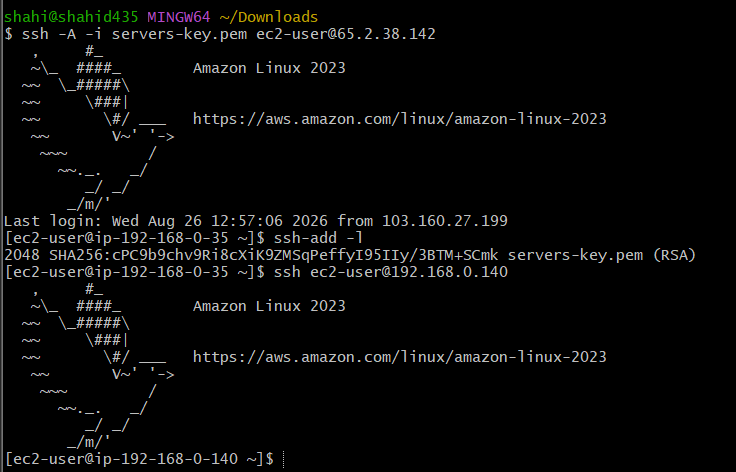 shahi@shahid435 MINGW64 ~/Downloads
$ ssh -A -i servers-key.pem ec2-user@65.2.38.142
   ,     #_
   ~\_  ####_        Amazon Linux 2023
  ~~  \_#####\
  ~~     \###|
  ~~       \#/ ___   https://aws.amazon.com/linux/amazon-linux-2023
   ~~       V~' '->
    ~~~         /
      ~~._.   _/
         _/ _/
       _/m/'
Last login: Wed Aug 26 12:57:06 2026 from 103.160.27.199
[ec2-user@ip-192-168-0-35 ~]$ ssh-add -l
2048 SHA256:cPC9b9chv9Ri8cXiK9ZMSqPeffyI95IIy/3BTM+SCmk servers-key.pem (RSA)
[ec2-user@ip-192-168-0-35 ~]$ ssh ec2-user@192.168.0.140
   ,     #_
   ~\_  ####_        Amazon Linux 2023
  ~~  \_#####\
  ~~     \###|
  ~~       \#/ ___   https://aws.amazon.com/linux/amazon-linux-2023
   ~~       V~' '->
    ~~~         /
      ~~._.   _/
         _/ _/
       _/m/'
[ec2-user@ip-192-168-0-140 ~]$